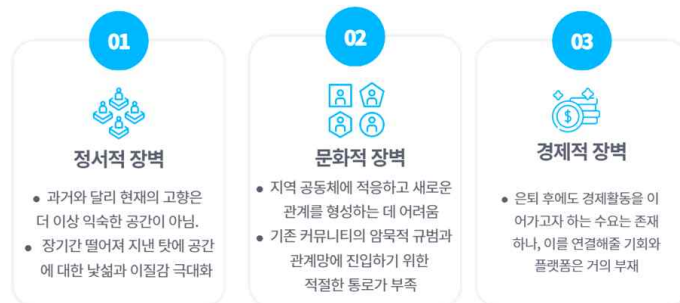 01
정서적 장벽
● 과거와 달리 현재의 고향은
더 이상 익숙한 공간이 아님.
● 장기간 떨어져 지낸 탓에 공간
에 대한 낯섦과 이질감 극대화
02
문화적 장벽
● 지역 공동체에 적응하고 새로운
관계를 형성하는 데 어려움
● 기존 커뮤니티의 암묵적 규범과
관계망에 진입하기 위한
적절한 통로가 부족
03
경제적 장벽
● 은퇴 후에도 경제활동을 이
어가고자 하는 수요는 존재
하나, 이를 연결해줄 기회와
플랫폼은 거의 부재